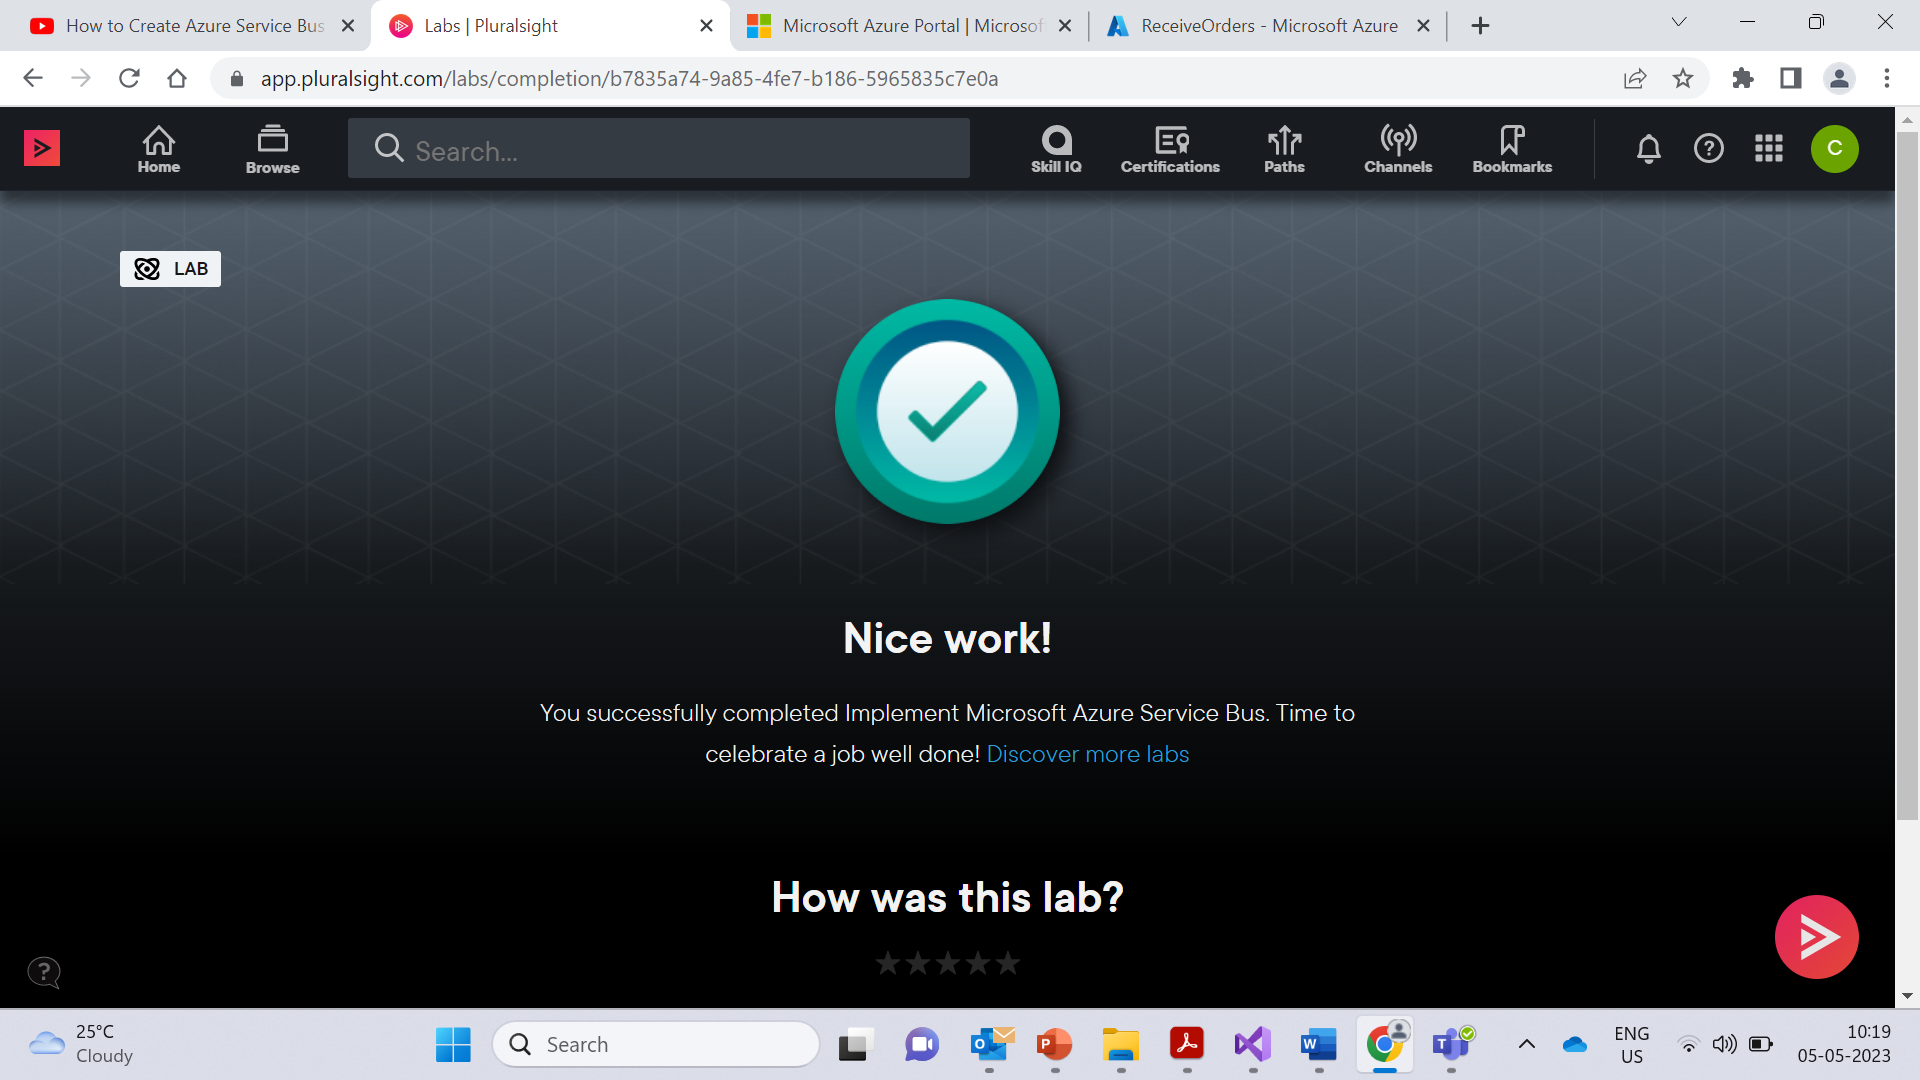 How to Create Azure Service Bus
Labs | Pluralsight
Microsoft Azure Portal | Microsof
ReceiveOrders - Microsoft Azure
app.pluralsight.com/labs/completion/b7835a74-9a85-4fe7-b186-5965835c7e0a
Home
Browse
Search...
Skill IQ
Certifications
Paths
Channels
Bookmarks
C
LAB
Nice work!
You successfully completed Implement Microsoft Azure Service Bus. Time to
celebrate a job well done! Discover more labs
How was this lab?
25°C
Cloudy
Search
ENG
US
10:19
05-05-2023